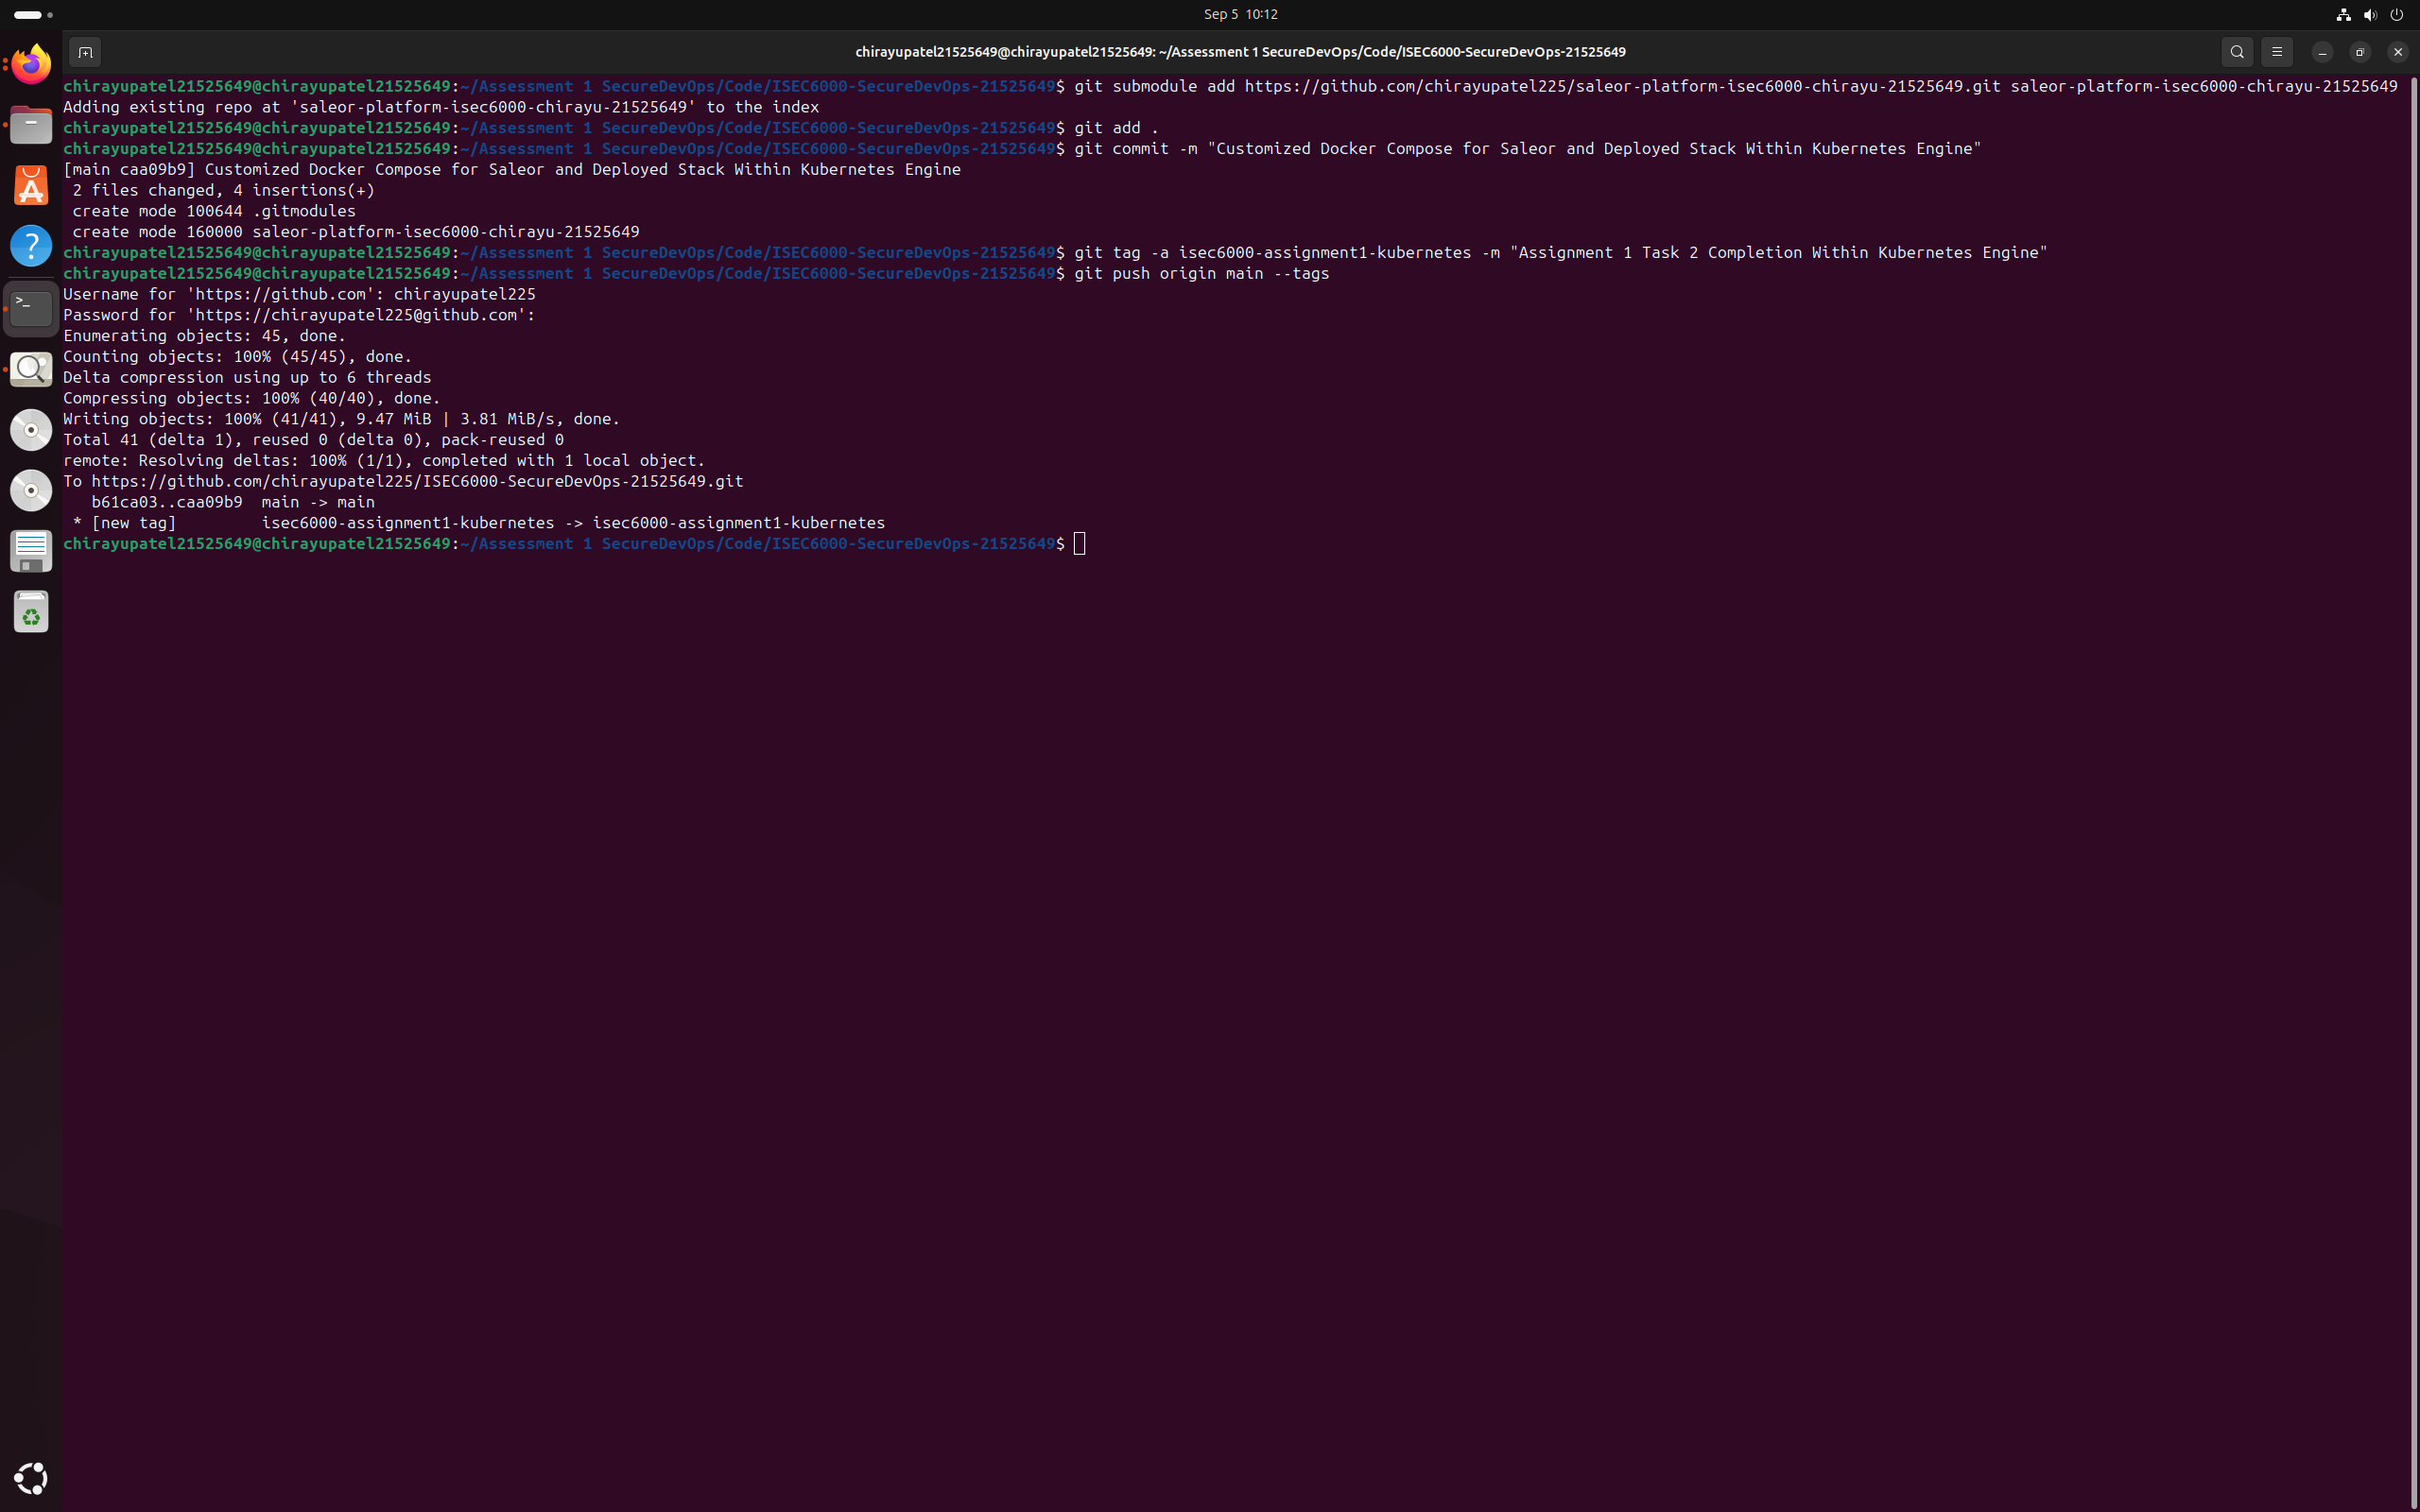 Sep 5 10:12
chirayupatel21525649@chirayupatel21525649: ~/Assessment 1 SecureDevOps/Code/ISEC6000-SecureDevOps-21525649
chirayupatel21525649@chirayupatel21525649:~/Assessment 1 SecureDevOps/Code/ISEC6000-SecureDevOps-21525649$ git submodule add https://github.com/chirayupatel225/saleor-platform-isec6000-chirayu-21525649.git saleor-platform-isec6000-chirayu-21525649
Adding existing repo at 'saleor-platform-isec6000-chirayu-21525649' to the index
chirayupatel21525649@chirayupatel21525649:~/Assessment 1 SecureDevOps/Code/ISEC6000-SecureDevOps-21525649$ git add .
chirayupatel21525649@chirayupatel21525649:~/Assessment 1 SecureDevOps/Code/ISEC6000-SecureDevOps-21525649$ git commit -m "Customized Docker Compose for Saleor and Deployed Stack Within Kubernetes Engine"
[main caa09b9] Customized Docker Compose for Saleor and Deployed Stack Within Kubernetes Engine
 2 files changed, 4 insertions(+)
 create mode 100644 .gitmodules
 create mode 160000 saleor-platform-isec6000-chirayu-21525649
chirayupatel21525649@chirayupatel21525649:~/Assessment 1 SecureDevOps/Code/ISEC6000-SecureDevOps-21525649$ git tag -a isec6000-assignment1-kubernetes -m "Assignment 1 Task 2 Completion Within Kubernetes Engine"
chirayupatel21525649@chirayupatel21525649:~/Assessment 1 SecureDevOps/Code/ISEC6000-SecureDevOps-21525649$ git push origin main --tags
Username for 'https://github.com': chirayupatel225
Password for 'https://chirayupatel225@github.com':
Enumerating objects: 45, done.
Counting objects: 100% (45/45), done.
Delta compression using up to 6 threads
Compressing objects: 100% (40/40), done.
Writing objects: 100% (41/41), 9.47 MiB | 3.81 MiB/s, done.
Total 41 (delta 1), reused 0 (delta 0), pack-reused 0
remote: Resolving deltas: 100% (1/1), completed with 1 local object.
To https://github.com/chirayupatel225/ISEC6000-SecureDevOps-21525649.git
   b61ca03..caa09b9  main -> main
 * [new tag]         isec6000-assignment1-kubernetes -> isec6000-assignment1-kubernetes
chirayupatel21525649@chirayupatel21525649:~/Assessment 1 SecureDevOps/Code/ISEC6000-SecureDevOps-21525649$